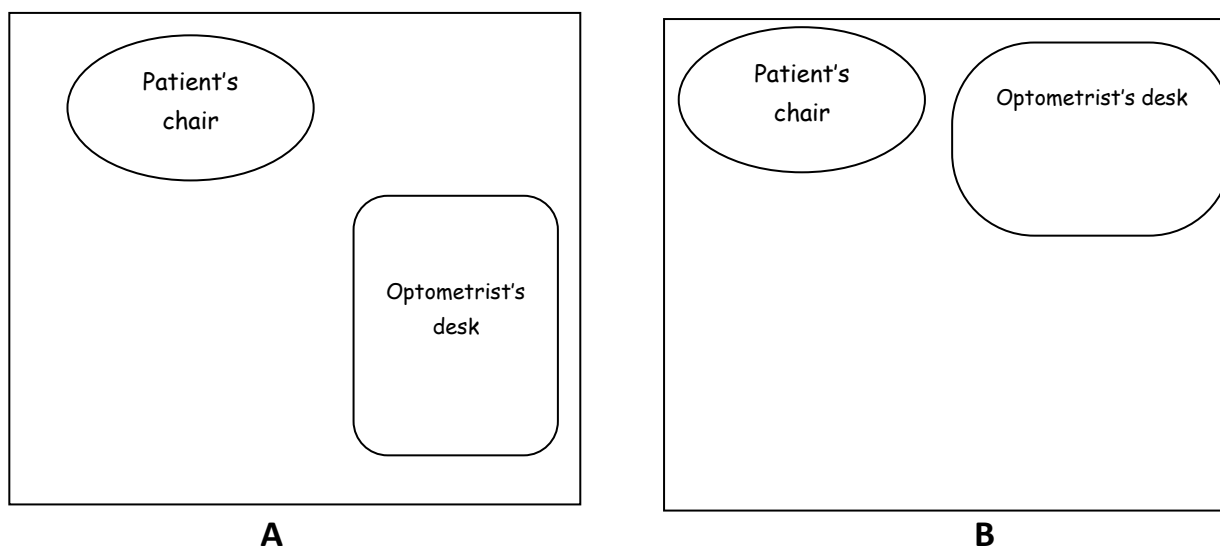 Patient's
chair
Optometrist's
desk
A
Patient's
chair
Optometrist's desk
B